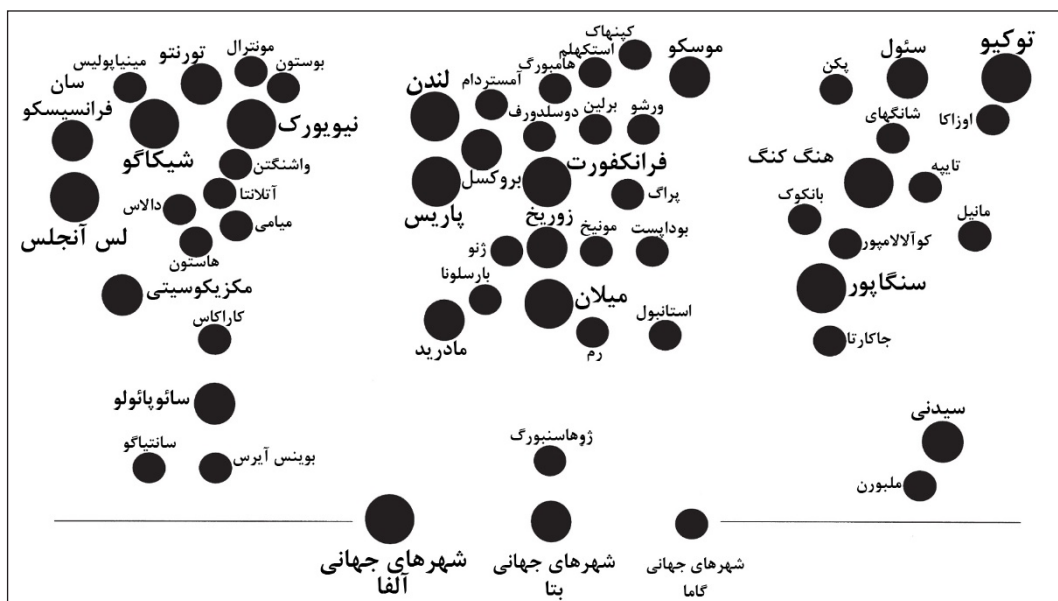 توکیو
سئول
پکن
اوزاکا
شانگهای
هنگ کنگ
تایپه
بانکوک
مانیل
کوآلالامپور
سنگاپور
جاکارتا
سیدنی
ملبورن
کپنهاک
استکهلم
موسکو
هامبورگ
آمستردام
لندن
برلین
ورشو
دوسلدورف
فرانکفورت
بروکسل
پاریس
پراگ
زوریخ
مونیخ
بوداپست
ژنو
بارسلونا
میلان
استانبول
رم
مادرید
ژوهاسنبورگ
مونترال
بوستون
تورنتو
مینیاپولیس
سان
فرانسیسکو
نیویورک
شیکاگو
واشنگتن
آتلانتا
دالاس
میامی
لس آنجلس
هاستون
مکزیکوسیتی
کاراکاس
سائوپائولو
سانتیاگو
بوینس آیرس
شهرهای جهانی
آلفا
شهرهای جهانی
بتا
شهرهای جهانی
گاما